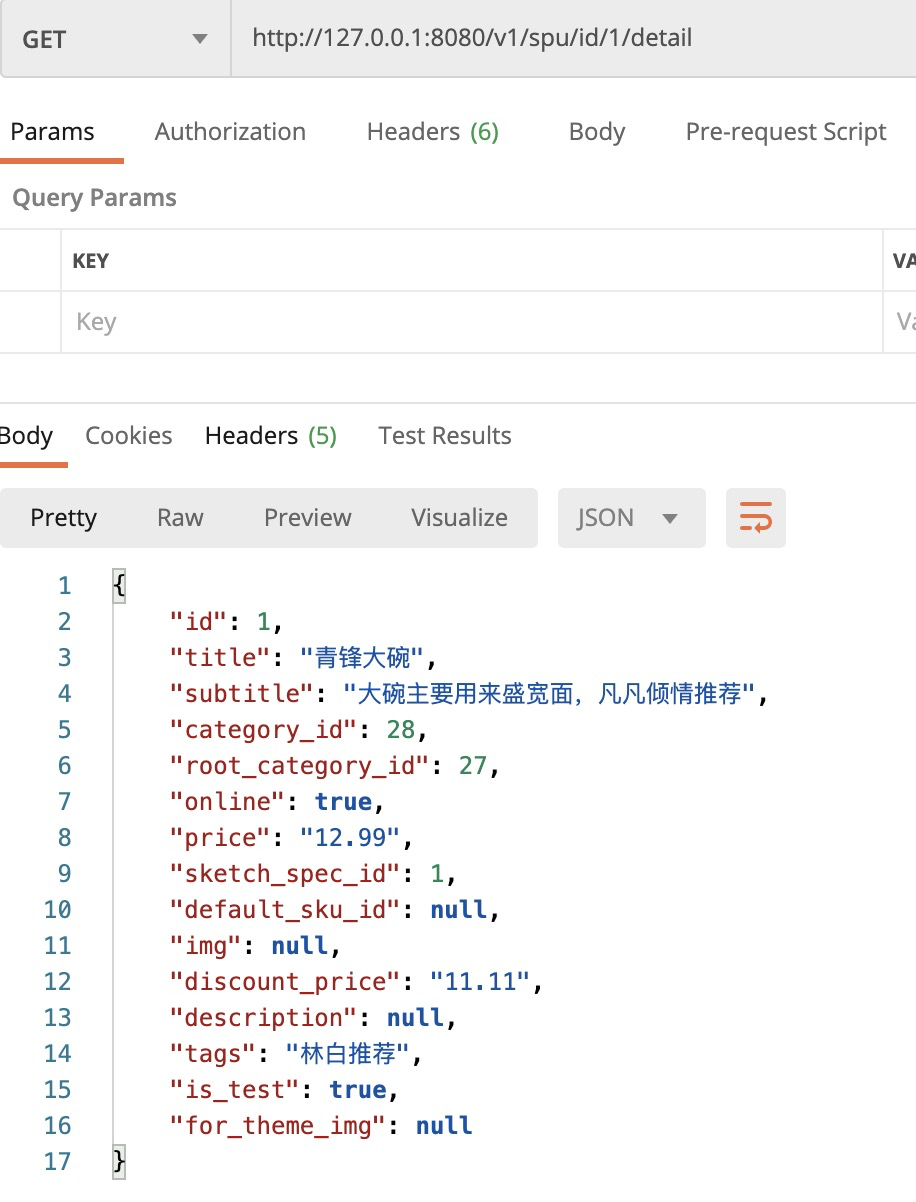 GET http://127.0.0.1:8080/v1/spu/id/1/detail
Params Authorization Headers (6) Body Pre-request Script
Query Params
KEY VA
Key Va
Body Cookies Headers (5) Test Results
Pretty Raw Preview Visualize JSON
1 {
2 "id": 1,
3 "title": "青锋大碗",
4 "subtitle": "大碗主要用来盛宽面，凡凡倾情推荐",
5 "category_id": 28,
6 "root_category_id": 27,
7 "online": true,
8 "price": "12.99",
9 "sketch_spec_id": 1,
10 "default_sku_id": null,
11 "img": null,
12 "discount_price": "11.11",
13 "description": null,
14 "tags": "林白推荐",
15 "is_test": true,
16 "for_theme_img": null
17 }